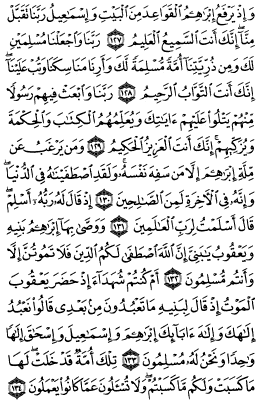 وَإِذْ يَرْفَعُ إِبْرَٰهِـۧمُ ٱلْقَوَاعِدَ مِنَ ٱلْبَيْتِ وَإِسْمَٰعِيلُ رَبَّنَا تَقَبَّلْ
مِنَّآ ۖ إِنَّكَ أَنتَ ٱلسَّمِيعُ ٱلْعَلِيمُ ١٢٧ رَبَّنَا وَٱجْعَلْنَا مُسْلِمَيْنِ
لَكَ وَمِن ذُرِّيَّتِنَآ أُمَّةً مُّسْلِمَةً لَّكَ وَأَرِنَا مَنَاسِكَنَا وَتُبْ عَلَيْنَآ ۖ
إِنَّكَ أَنتَ ٱلتَّوَّابُ ٱلرَّحِيمُ ١٢٨ رَبَّنَا وَٱبْعَثْ فِيهِمْ رَسُولًا
مِّنْهُمْ يَتْلُوا۟ عَلَيْهِمْ ءَايَٰتِكَ وَيُعَلِّمُهُمُ ٱلْكِتَٰبَ وَٱلْحِكْمَةَ
وَيُزَكِّيهِمْ ۚ إِنَّكَ أَنتَ ٱلْعَزِيزُ ٱلْحَكِيمُ ١٢٩ وَمَن يَرْغَبُ عَن
مِّلَّةِ إِبْرَٰهِـۧمَ إِلَّا مَن سَفِهَ نَفْسَهُۥ ۚ وَلَقَدِ ٱصْطَفَيْنَٰهُ فِى ٱلدُّنْيَا ۖ
وَإِنَّهُۥ فِى ٱلْءَاخِرَةِ لَمِنَ ٱلصَّٰلِحِينَ ١٣٠ إِذْ قَالَ لَهُۥ رَبُّهُۥٓ أَسْلِمْ ۖ
قَالَ أَسْلَمْتُ لِرَبِّ ٱلْعَٰلَمِينَ ١٣١ وَوَصَّىٰ بِهَآ إِبْرَٰهِـۧمُ بَنِيهِ
وَيَعْقُوبُ يَٰبَنِىَّ إِنَّ ٱللَّهَ ٱصْطَفَىٰ لَكُمُ ٱلدِّينَ فَلَا تَمُوتُنَّ إِلَّا
وَأَنتُم مُّسْلِمُونَ ١٣٢ أَمْ كُنتُمْ شُهَدَآءَ إِذْ حَضَرَ يَعْقُوبَ
ٱلْمَوْتُ إِذْ قَالَ لِبَنِيهِ مَا تَعْبُدُونَ مِنۢ بَعْدِى قَالُوا۟ نَعْبُدُ
إِلَٰهَكَ وَإِلَٰهَ ءَابَآئِكَ إِبْرَٰهِـۧمَ وَإِسْمَٰعِيلَ وَإِسْحَٰقَ إِلَٰهًا
وَٰحِدًا وَنَحْنُ لَهُۥ مُسْلِمُونَ ١٣٣ تِلْكَ أُمَّةٌ قَدْ خَلَتْ ۖ لَهَا
مَا كَسَبَتْ وَلَكُم مَّا كَسَبْتُمْ ۖ وَلَا تُسْـَٔلُونَ عَمَّا كَانُوا۟ يَعْمَلُونَ ١٣٤